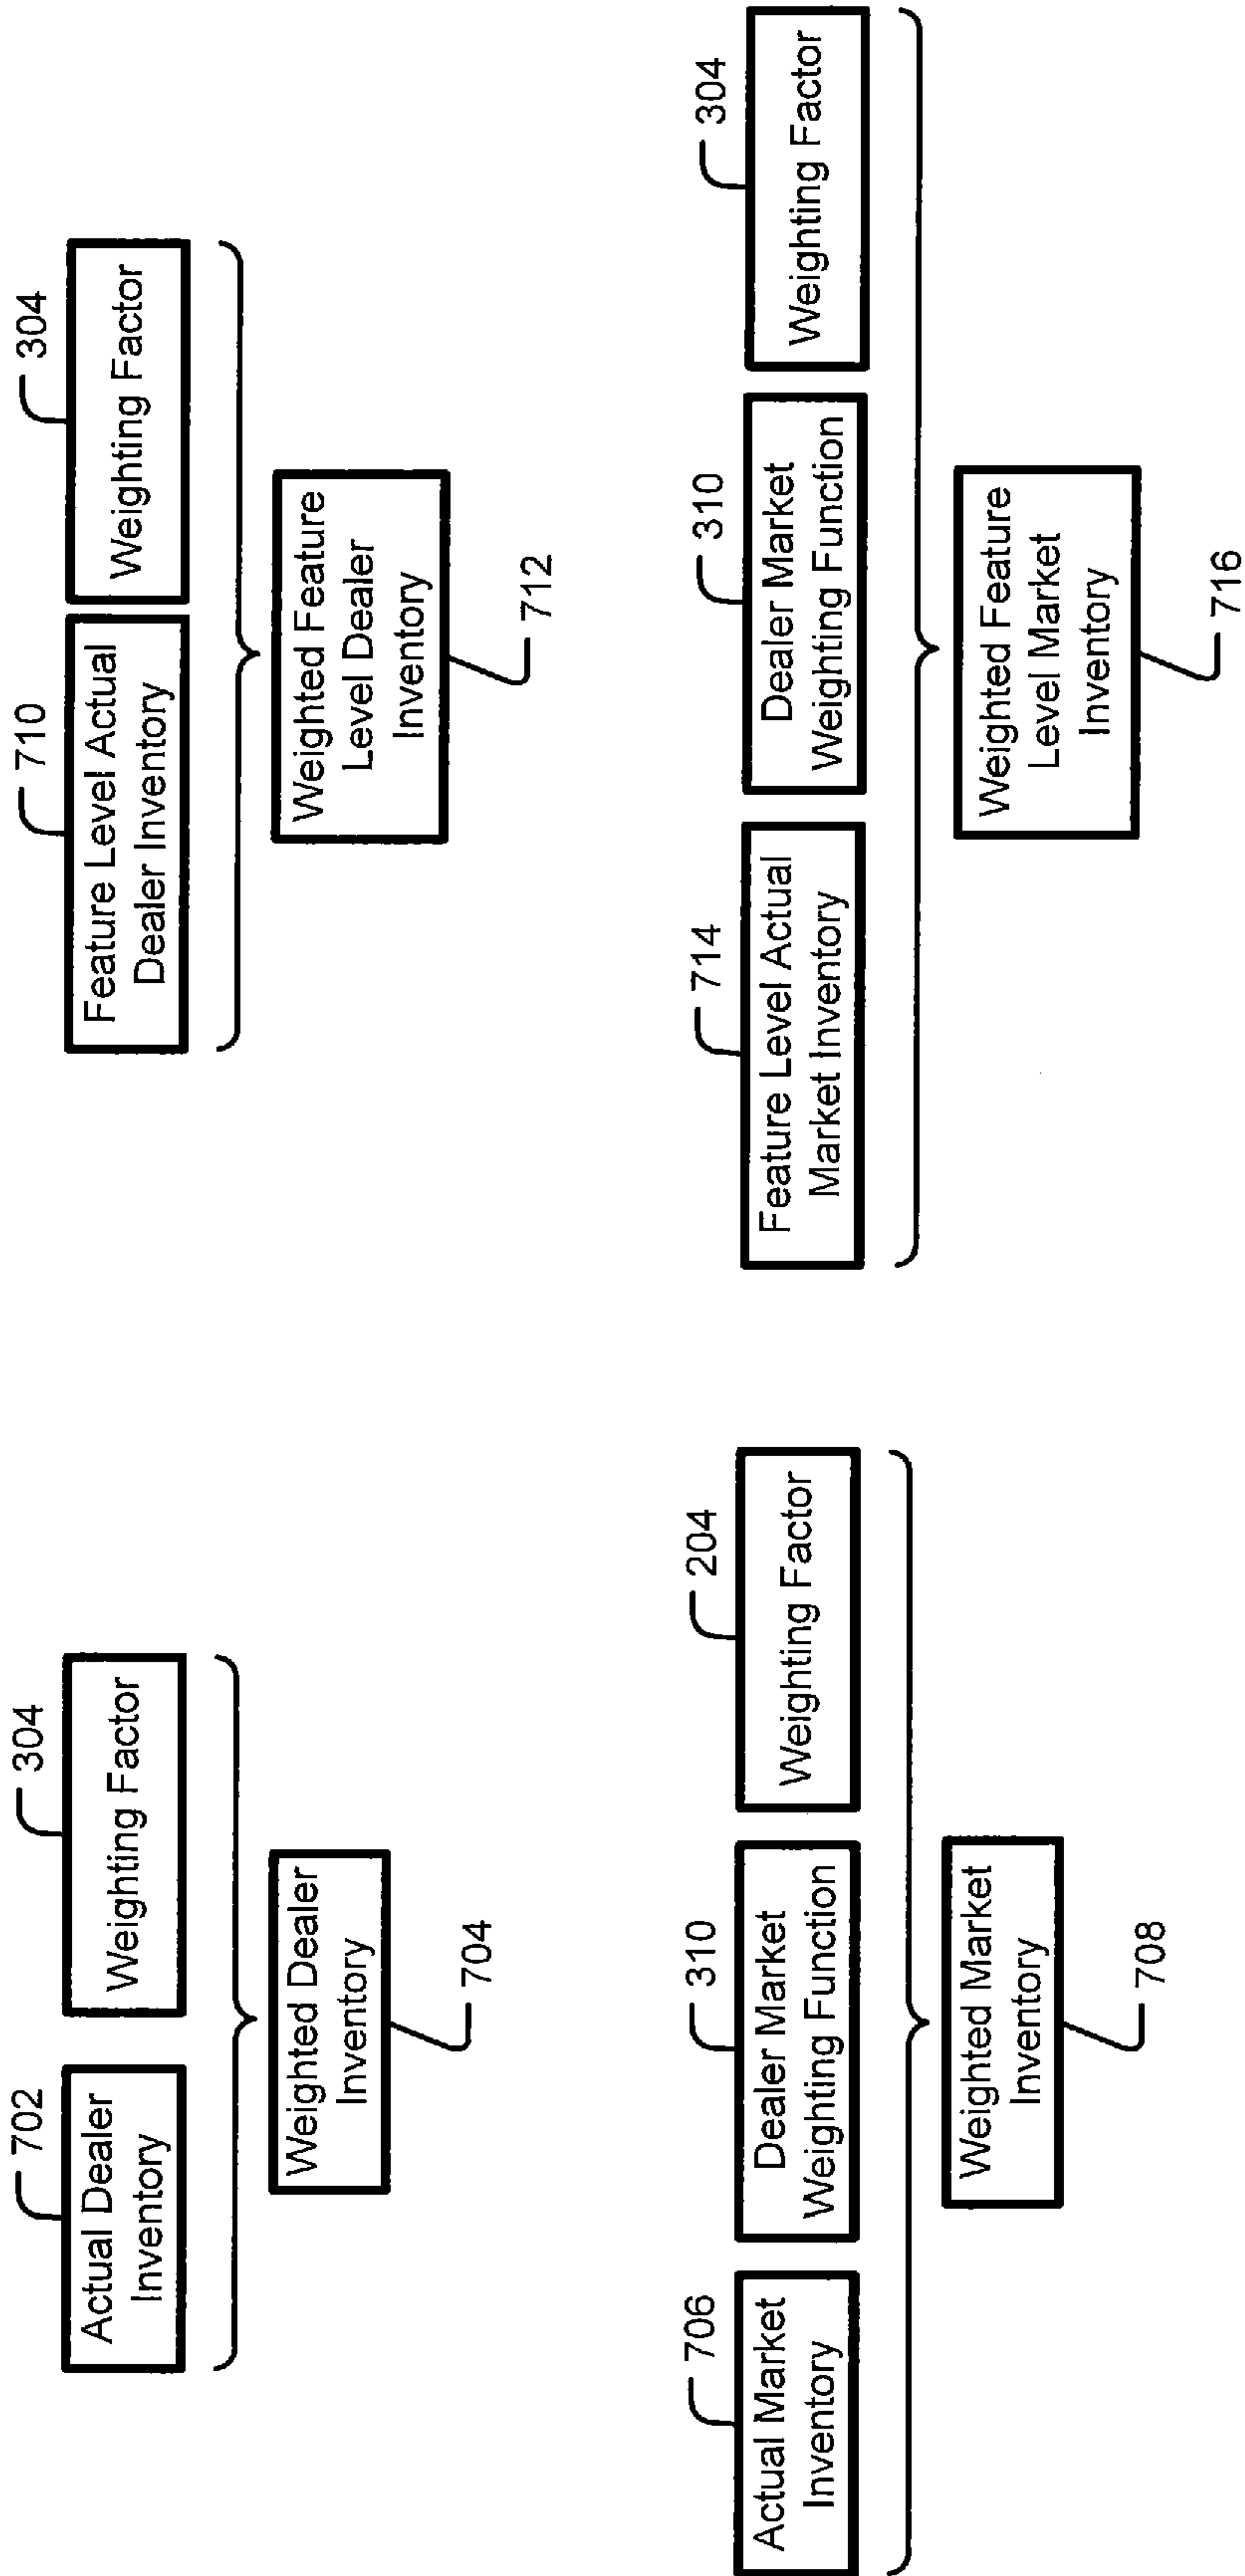 702
Actual Dealer
Inventory
304
Weighting Factor
Weighted Dealer
Inventory
704
710
Feature Level Actual
Dealer Inventory
304
Weighting Factor
Weighted Feature
Level Dealer
Inventory
712
706
Actual Market
Inventory
310
Dealer Market
Weighting Function
204
Weighting Factor
Weighted Market
Inventory
708
714
Feature Level Actual
Market Inventory
310
Dealer Market
Weighting Function
304
Weighting Factor
Weighted Feature
Level Market
Inventory
716